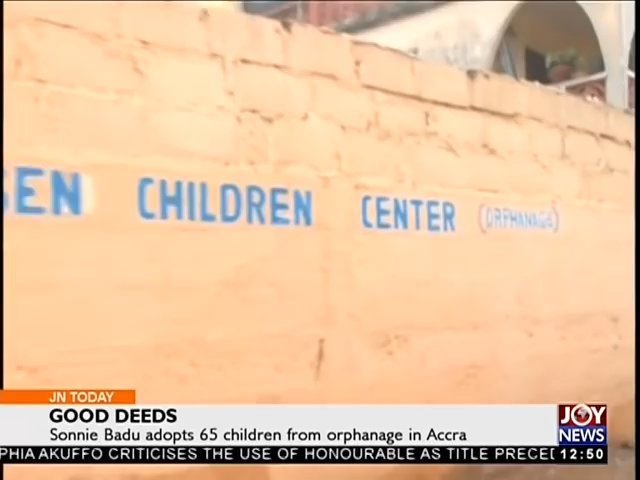 SEN CHILDREN CENTER (ORPHANAGE)
JN TODAY
GOOD DEEDS
Sonnie Badu adopts 65 children from orphanage in Accra
JOY
NEWS
PHIA AKUFFO CRITICISES THE USE OF HONOURABLE AS TITLE PRECED 12:50